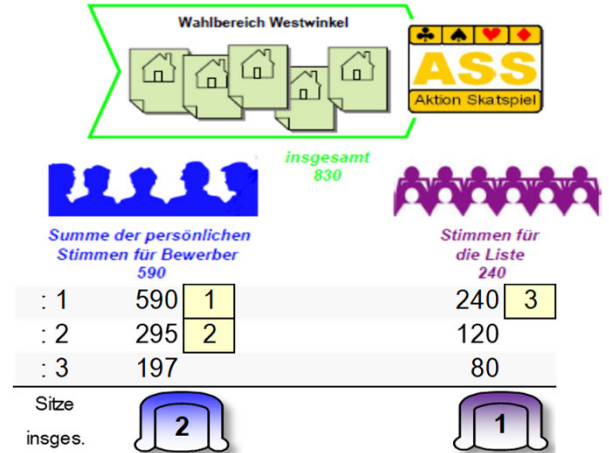 Wahlbereich Westwinkel
ASS
Aktion Skatspiel
insgesamt
830
Summe der persönlichen
Stimmen für Bewerber
590
Stimmen für
die Liste
240
: 1 590 1 240 3
: 2 295 2 120
: 3 197 80
Sitze
insges. 2 1